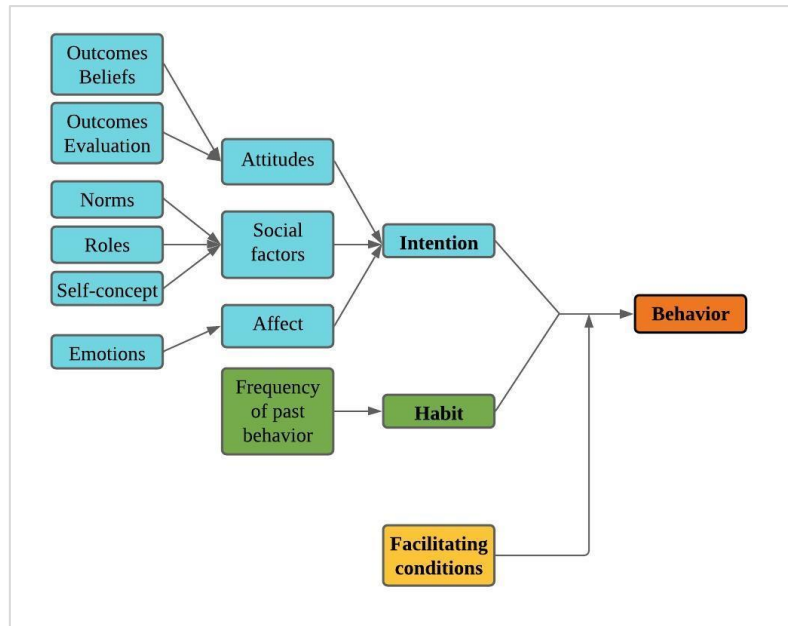 Outcomes
Beliefs
Outcomes
Evaluation
Attitudes
Norms
Roles
Self-concept
Social
factors
Intention
Behavior
Emotions
Affect
Frequency
of past
behavior
Habit
Facilitating
conditions